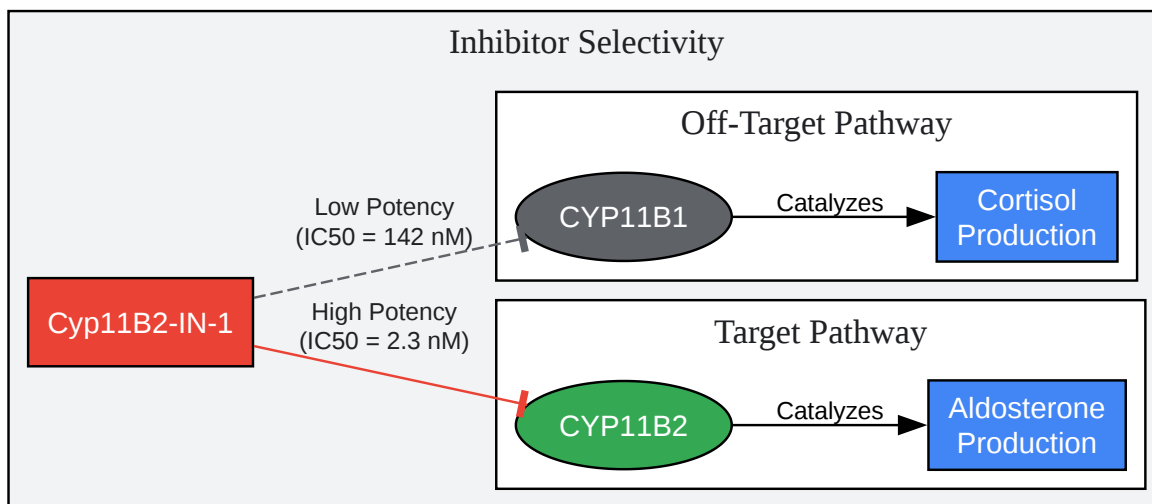 Inhibitor Selectivity
Off-Target Pathway
Low Potency
(IC50 = 142 nM)
CYP11B1
Catalyzes
Cortisol
Production
Cyp11B2-IN-1
High Potency
(IC50 = 2.3 nM)
Target Pathway
CYP11B2
Catalyzes
Aldosterone
Production